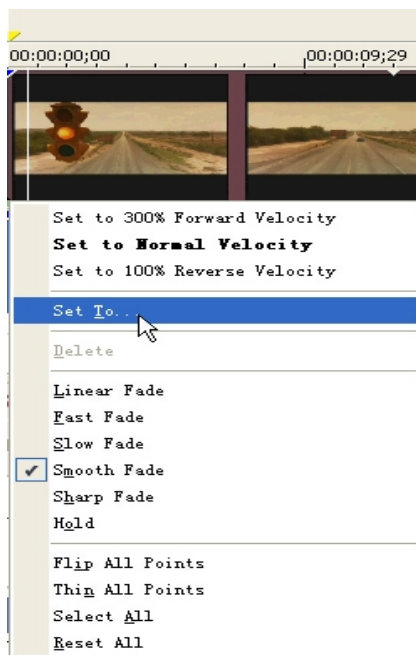 00:00:00;00 00:00:09;29
Set to 300% Forward Velocity
Set to Normal Velocity
Set to 100% Reverse Velocity
Set To...
Delete
Linear Fade
Fast Fade
Slow Fade
Smooth Fade
Sharp Fade
Hold
Flip All Points
Thin All Points
Select All
Reset All